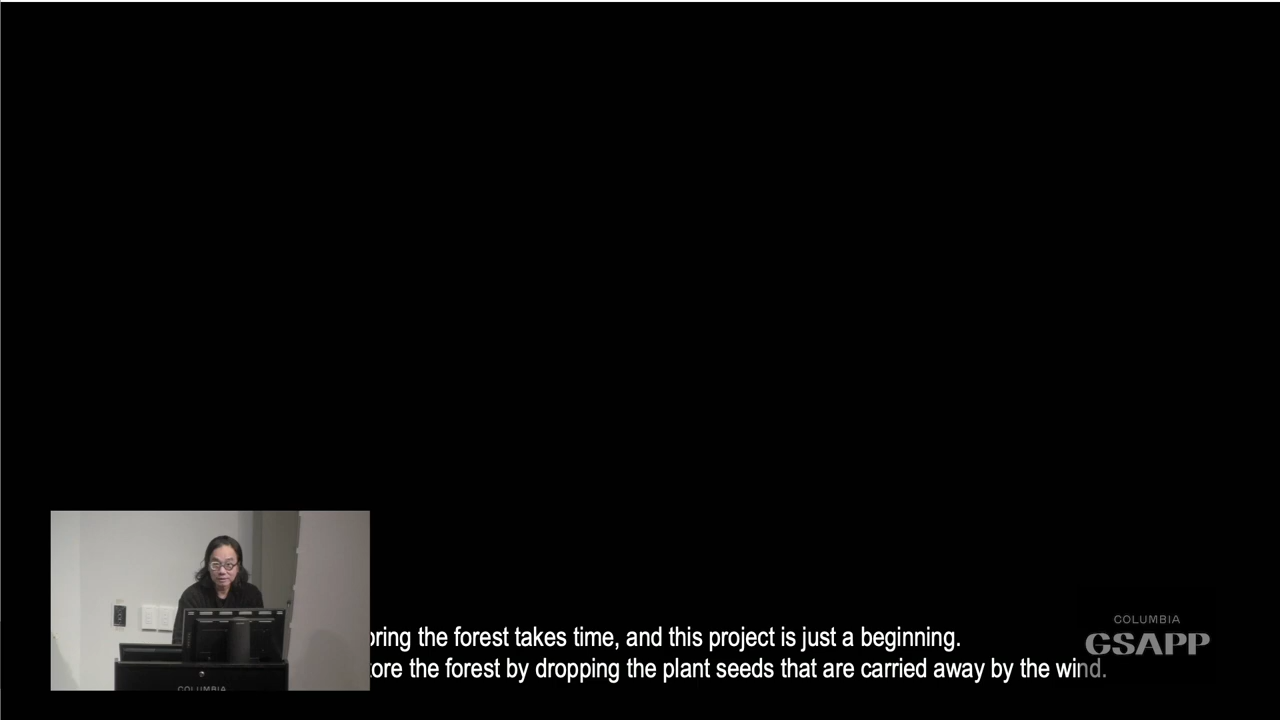 oring the forest takes time, and this project is just a beginning.
tore the forest by dropping the plant seeds that are carried away by the wind.
COLUMBIA
GSAPP
COLUMBIA